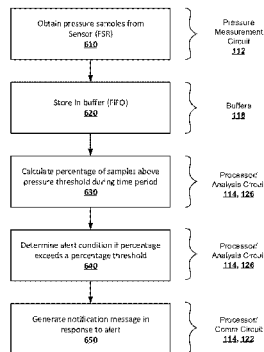 Obtain pressure samples from
Sensor (FSR)
610
Pressure
Measurement
Circuit
112
Store in buffer (FIFO)
620
Buffers
118
Calculate percentage of samples above
pressure threshold during time period
630
Processor/
Analysis Circuit
114, 126
Determine alert condition if percentage
exceeds a percentage threshold
640
Processor/
Analysis Circuit
114, 126
Generate notification message in
response to alert
650
Processor/
Comm Circuit
114, 122